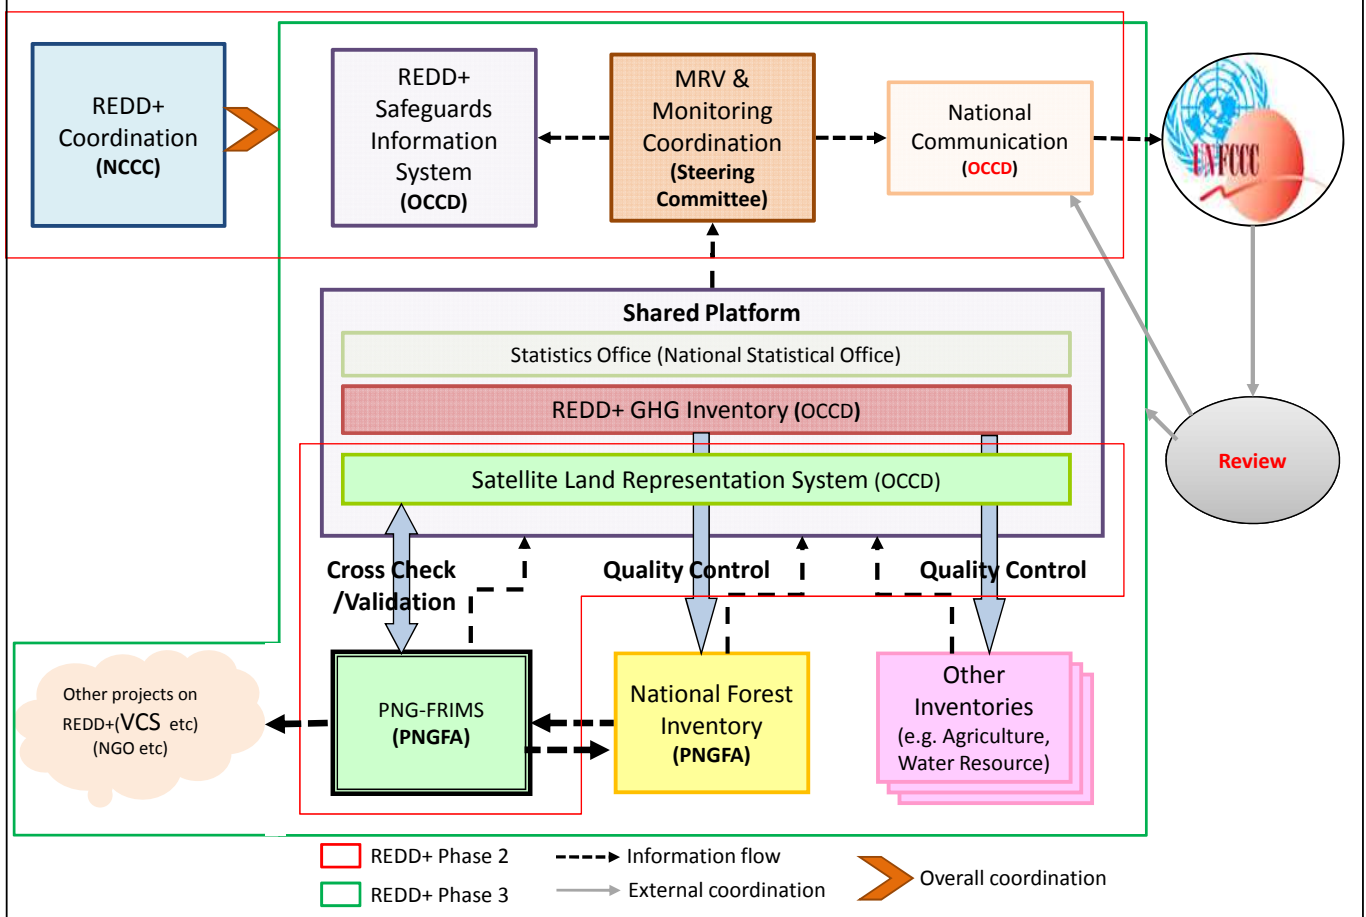 REDD+
Coordination
(NCCC)
REDD+
Safeguards
Information
System
(OCCD)
MRV &
Monitoring
Coordination
(Steering
Committee)
National
Communication
(OCCD)
UNFCCC
Shared Platform
Statistics Office (National Statistical Office)
REDD+ GHG Inventory (OCCD)
Satellite Land Representation System (OCCD)
Review
Cross Check
/Validation
Quality Control
Quality Control
Other projects on
REDD+(VCS etc)
(NGO etc)
PNG-FRIMS
(PNGFA)
National Forest
Inventory
(PNGFA)
Other
Inventories
(e.g. Agriculture,
Water Resource)
REDD+ Phase 2
Information flow
Overall coordination
REDD+ Phase 3
External coordination